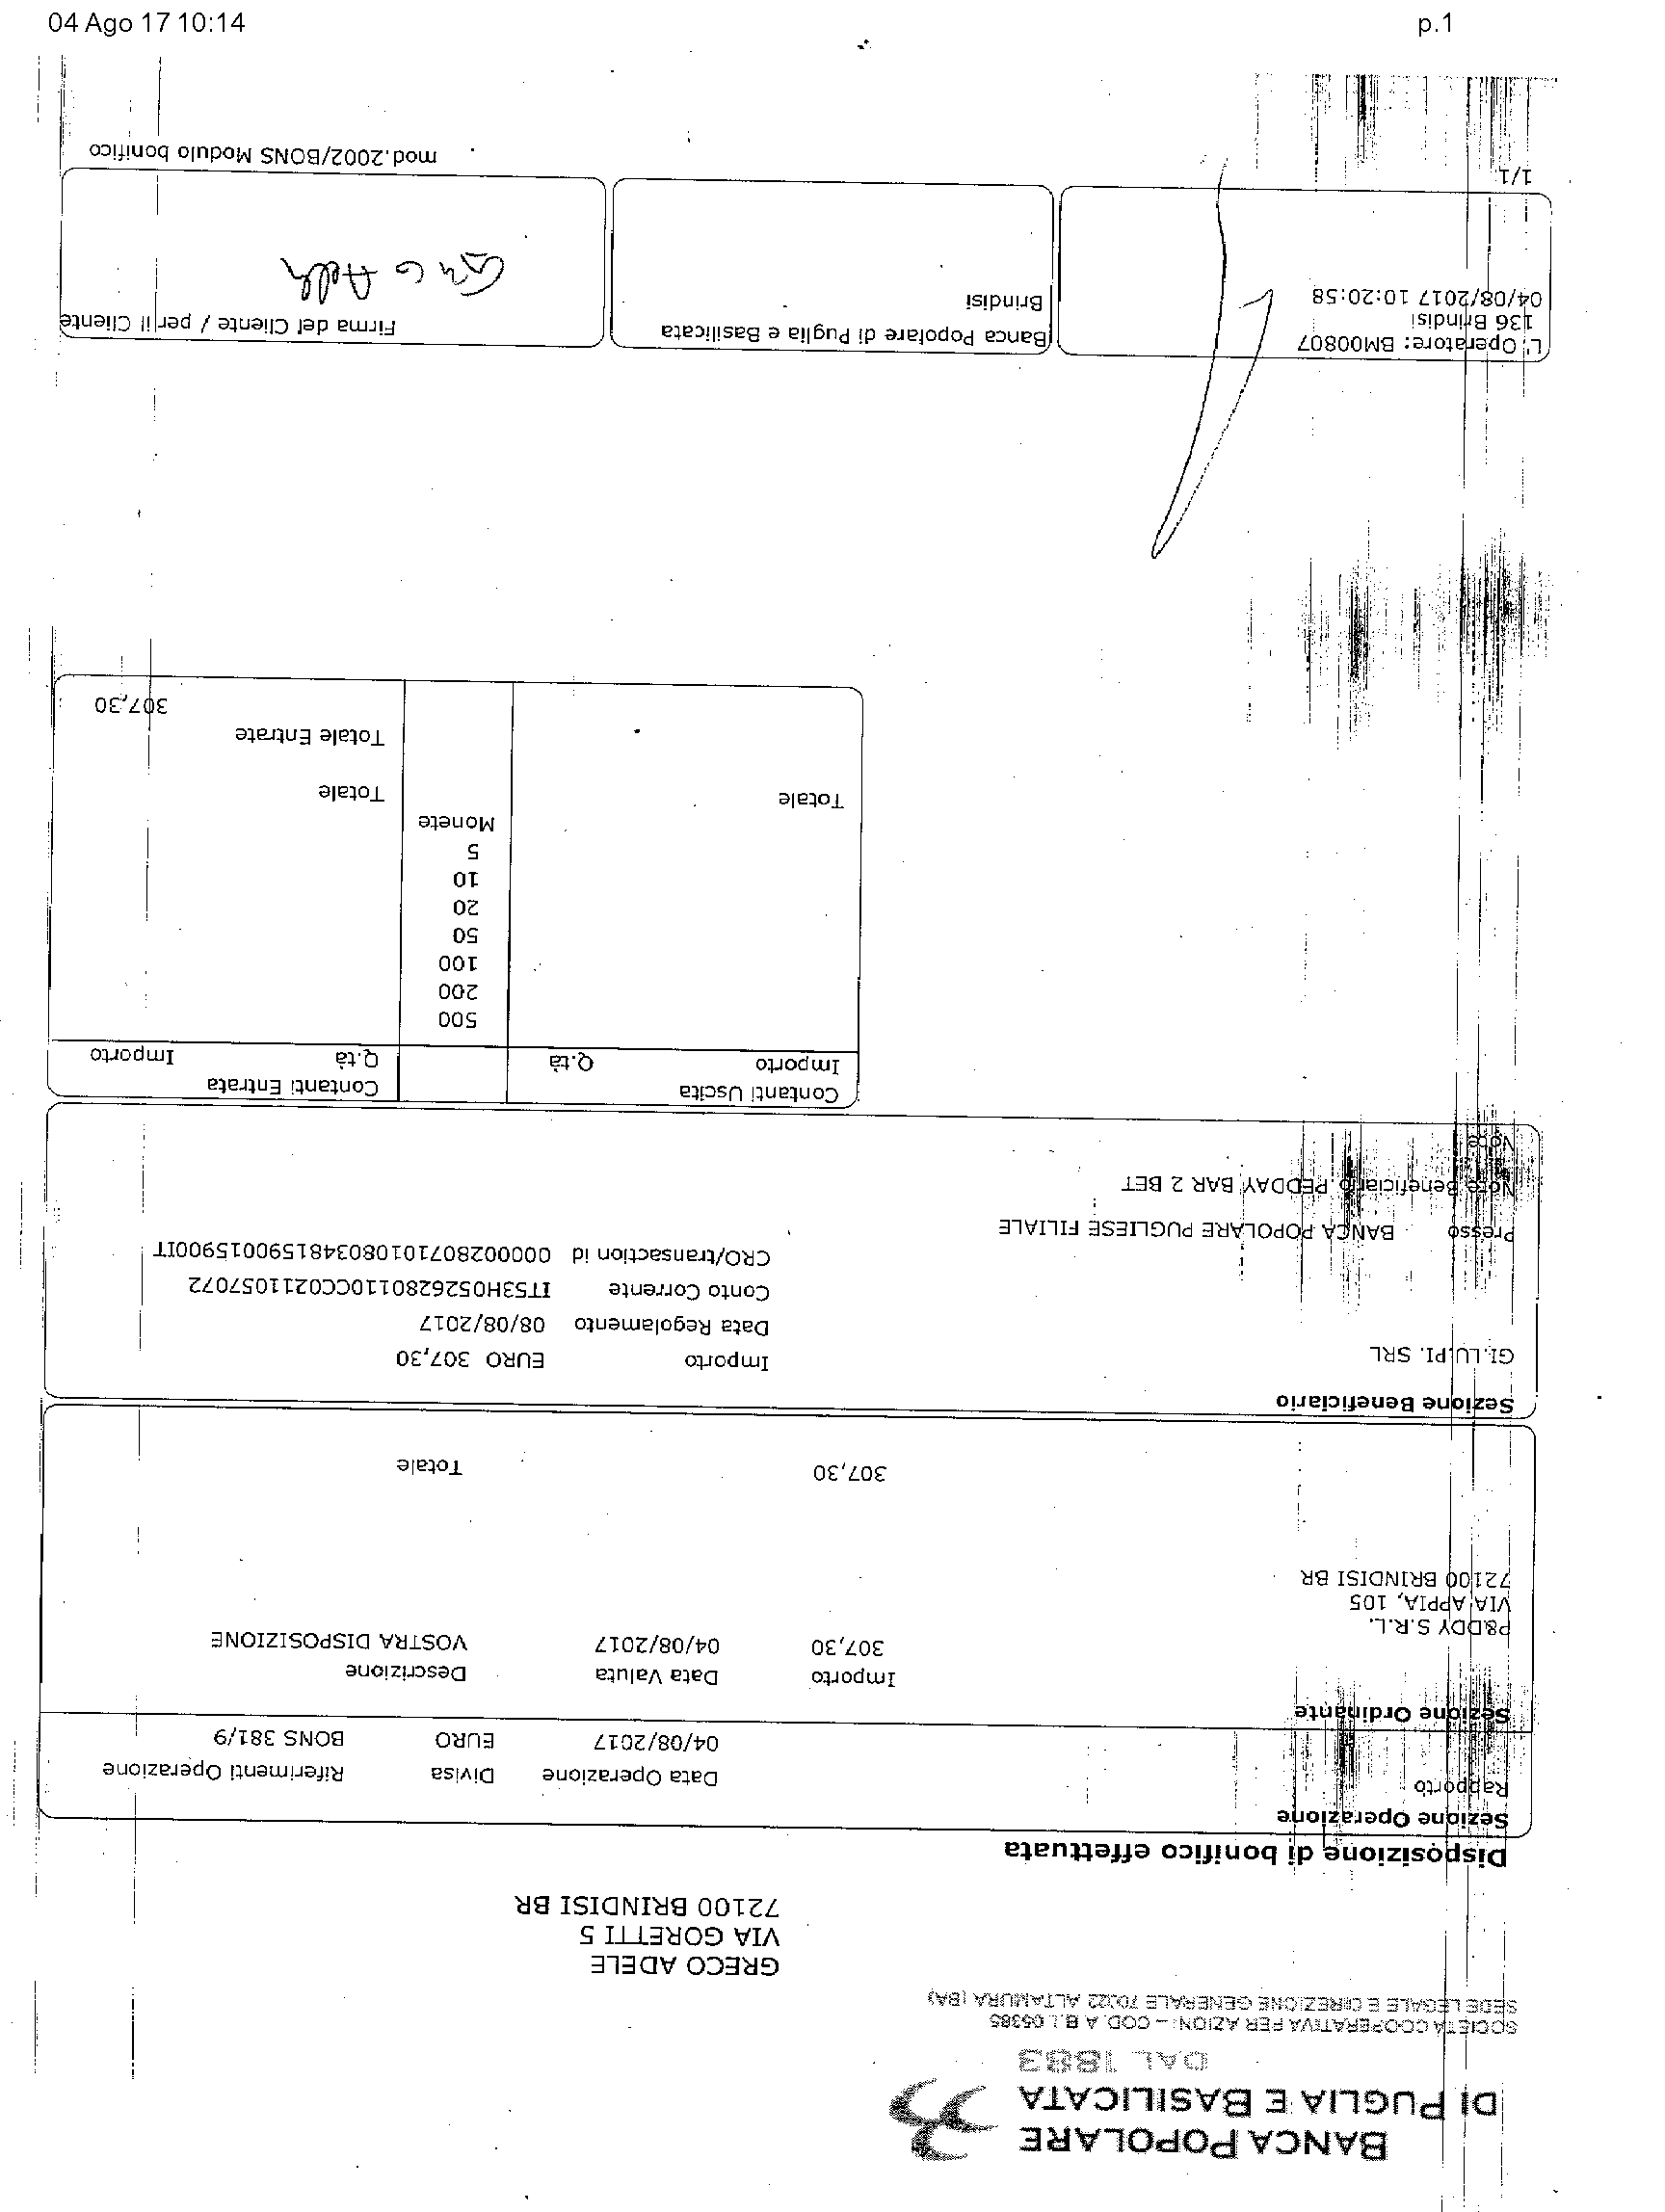 04 Ago 17 10:14
p.1
BANCA POPOLARE
DI PUGLIA E BASILICATA
DAL 1883
SOCIETÀ COOPERATIVA PER AZIONI – COD. A.B.I. 05385
SEDE LEGALE E DIREZIONE GENERALE 70022 ALTAMURA (BA)
GRECO ADELE
VIA GORETTI 5
72100 BRINDISI BR
Disposizione di bonifico effettuata
Sezione Operazione
Rapporto Data Operazione Divisa Riferimenti Operazione
04/08/2017 EURO BONS 381/9
Sezione Ordinante
Importo Data Valuta Descrizione
307,30 04/08/2017 VOSTRA DISPOSIZIONE
P&DDY S.R.L.
VIA APPIA, 105
72100 BRINDISI BR
307,30 Totale
Sezione Beneficiario
GI.LU.PI. SRL
Importo EURO 307,30
Data Regolamento 08/08/2017
Conto Corrente IT53H0526280110CC0211057072
CRO/transaction id 0000028071010803481590015900IT
Presso BANCA POPOLARE PUGLIESE FILIALE
Note Beneficiario PEDDAY BAR 2 BET
Voce
Contanti Uscita Contanti Entrata
Importo Q.tà Q.tà Importo
500
200
100
50
20
10
5
Monete
Totale Totale
Totale Entrate
307,30
L' Operatore: BM00807
136 Brindisi
04/08/2017 10:20:58
Banca Popolare di Puglia e Basilicata
Brindisi
Firma del Cliente / per il Cliente
1/1
mod.2002/BONS Modulo bonifico